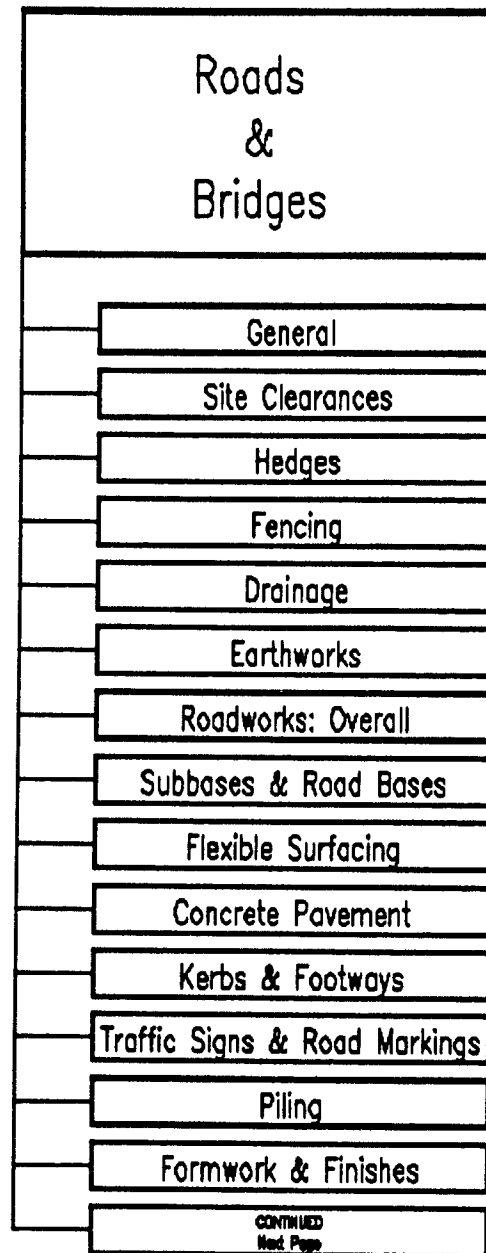 Roads
&
Bridges
General
Site Clearances
Hedges
Fencing
Drainage
Earthworks
Roadworks: Overall
Subbases & Road Bases
Flexible Surfacing
Concrete Pavement
Kerbs & Footways
Traffic Signs & Road Markings
Piling
Formwork & Finishes
CONTINUED
Next Page